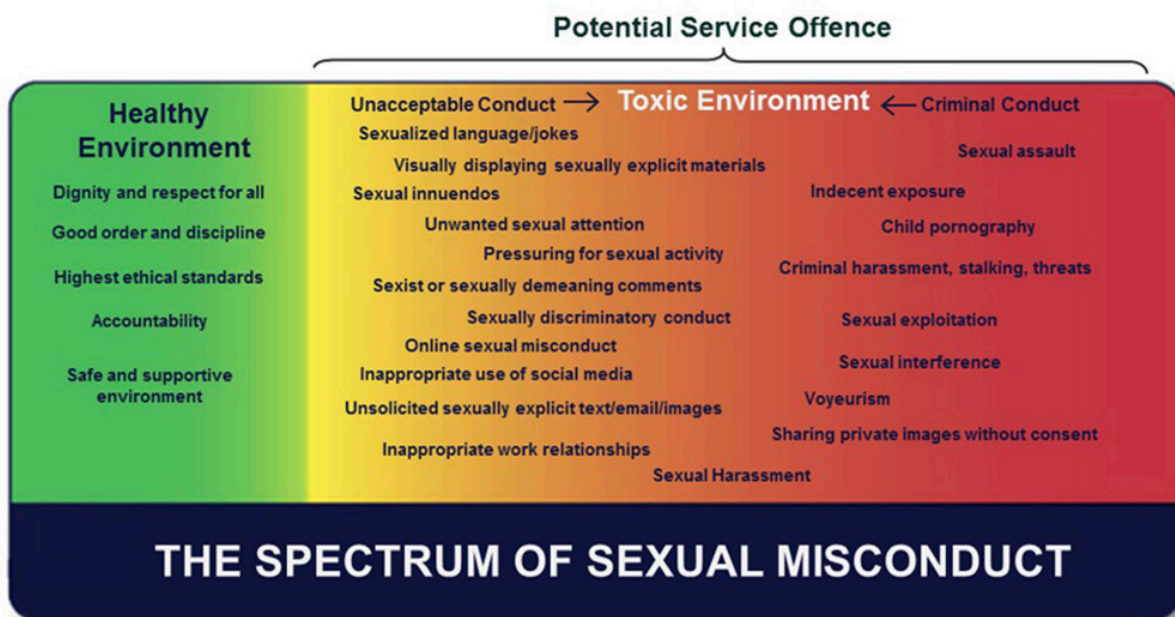 Potential Service Offence
Healthy
Environment
Dignity and respect for all
Good order and discipline
Highest ethical standards
Accountability
Safe and supportive
environment
Unacceptable Conduct → Toxic Environment ← Criminal Conduct
Sexualized language/jokes
Visually displaying sexually explicit materials
Sexual innuendos
Unwanted sexual attention
Pressuring for sexual activity
Sexist or sexually demeaning comments
Sexually discriminatory conduct
Online sexual misconduct
Inappropriate use of social media
Unsolicited sexually explicit text/email/images
Inappropriate work relationships
Sexual Harassment
Sexual assault
Indecent exposure
Child pornography
Criminal harassment, stalking, threats
Sexual exploitation
Sexual interference
Voyeurism
Sharing private images without consent
THE SPECTRUM OF SEXUAL MISCONDUCT